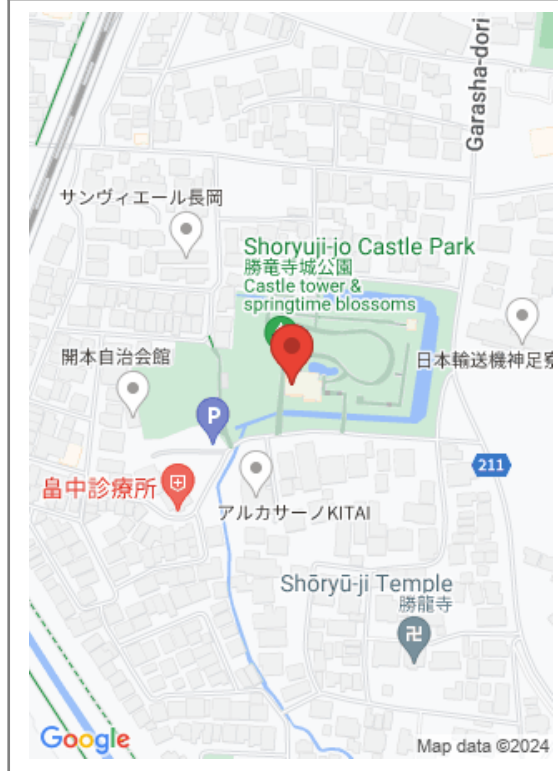 Garasha-dori
サンヴィエール長岡
Shoryuji-jo Castle Park
勝竜寺城公園
Castle tower &
springtime blossoms
開本自治会館
日本輸送機神足寮
P
211
畠中診療所
アルカサーノKITAI
Shōryū-ji Temple
勝龍寺
Google
Map data ©2024